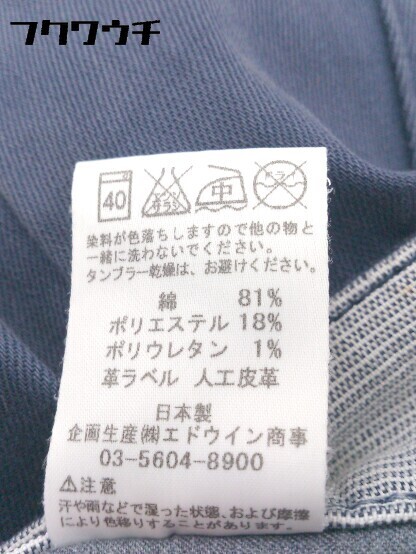 フクワウチ
40 エンソサラシ 中 ドライ
染料が色落ちしますので他の物と
一緒に洗わないでください。
タンブラー乾燥は、お避けください。
綿 81%
ポリエステル 18%
ポリウレタン 1%
革ラベル 人工皮革
日本製
企画生産㈱エドウイン商事
03-5604-8900
⚠注意
汗や雨などで湿った状態、および摩擦
により色移りすることがあります。